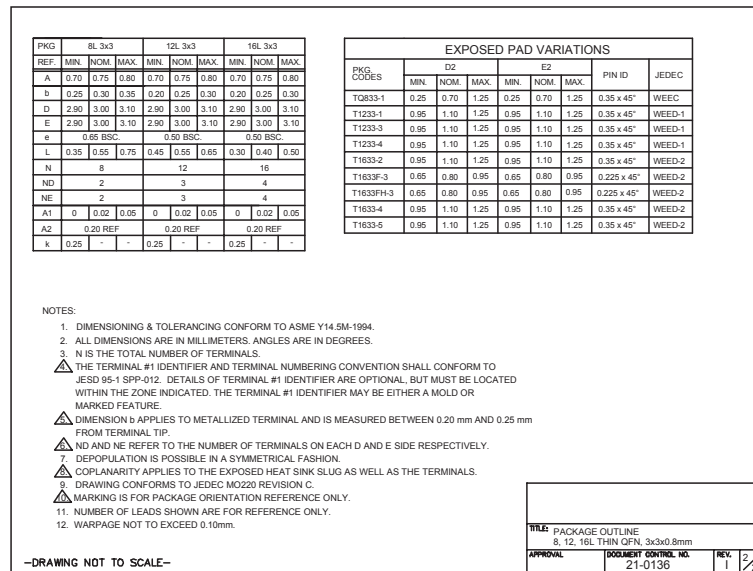 PKG 8L 3x3 12L 3x3 16L 3x3
REF. MIN. NOM. MAX. MIN. NOM. MAX. MIN. NOM. MAX.
A 0.70 0.75 0.80 0.70 0.75 0.80 0.70 0.75 0.80
b 0.25 0.30 0.35 0.20 0.25 0.30 0.20 0.25 0.30
D 2.90 3.00 3.10 2.90 3.00 3.10 2.90 3.00 3.10
E 2.90 3.00 3.10 2.90 3.00 3.10 2.90 3.00 3.10
e 0.65 BSC. 0.50 BSC. 0.50 BSC.
L 0.35 0.55 0.75 0.45 0.55 0.65 0.30 0.40 0.50
N 8 12 16
ND 2 3 4
NE 2 3 4
A1 0 0.02 0.05 0 0.02 0.05 0 0.02 0.05
A2 0.20 REF 0.20 REF 0.20 REF
k 0.25 - - 0.25 - - 0.25 - -
EXPOSED PAD VARIATIONS
PKG. CODES D2 E2 PIN ID JEDEC
MIN. NOM. MAX. MIN. NOM. MAX.
TQ833-1 0.25 0.70 1.25 0.25 0.70 1.25 0.35 x 45° WEEC
T1233-1 0.95 1.10 1.25 0.95 1.10 1.25 0.35 x 45° WEED-1
T1233-3 0.95 1.10 1.25 0.95 1.10 1.25 0.35 x 45° WEED-1
T1233-4 0.95 1.10 1.25 0.95 1.10 1.25 0.35 x 45° WEED-1
T1633-2 0.95 1.10 1.25 0.95 1.10 1.25 0.35 x 45° WEED-2
T1633F-3 0.65 0.80 0.95 0.65 0.80 0.95 0.225 x 45° WEED-2
T1633FH-3 0.65 0.80 0.95 0.65 0.80 0.95 0.225 x 45° WEED-2
T1633-4 0.95 1.10 1.25 0.95 1.10 1.25 0.35 x 45° WEED-2
T1633-5 0.95 1.10 1.25 0.95 1.10 1.25 0.35 x 45° WEED-2
NOTES:
1. DIMENSIONING & TOLERANCING CONFORM TO ASME Y14.5M-1994.
2. ALL DIMENSIONS ARE IN MILLIMETERS. ANGLES ARE IN DEGREES.
3. N IS THE TOTAL NUMBER OF TERMINALS.
4. THE TERMINAL #1 IDENTIFIER AND TERMINAL NUMBERING CONVENTION SHALL CONFORM TO
JESD 95-1 SPP-012. DETAILS OF TERMINAL #1 IDENTIFIER ARE OPTIONAL, BUT MUST BE LOCATED
WITHIN THE ZONE INDICATED. THE TERMINAL #1 IDENTIFIER MAY BE EITHER A MOLD OR
MARKED FEATURE.
5. DIMENSION b APPLIES TO METALLIZED TERMINAL AND IS MEASURED BETWEEN 0.20 mm AND 0.25 mm
FROM TERMINAL TIP.
6. ND AND NE REFER TO THE NUMBER OF TERMINALS ON EACH D AND E SIDE RESPECTIVELY.
7. DEPOPULATION IS POSSIBLE IN A SYMMETRICAL FASHION.
8. COPLANARITY APPLIES TO THE EXPOSED HEAT SINK SLUG AS WELL AS THE TERMINALS.
9. DRAWING CONFORMS TO JEDEC MO220 REVISION C.
10. MARKING IS FOR PACKAGE ORIENTATION REFERENCE ONLY.
11. NUMBER OF LEADS SHOWN ARE FOR REFERENCE ONLY.
12. WARPAGE NOT TO EXCEED 0.10mm.
-DRAWING NOT TO SCALE-
TITLE: PACKAGE OUTLINE
8, 12, 16L THIN QFN, 3x3x0.8mm
APPROVAL DOCUMENT CONTROL NO. REV.
21-0136 I 2/